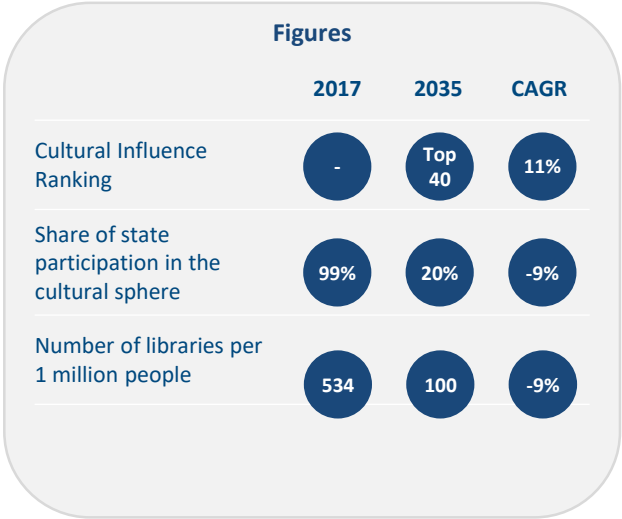 Figures
2017 2035 CAGR
Cultural Influence
Ranking
-
Top
40
11%
Share of state
participation in the
cultural sphere
99% 20% -9%
Number of libraries per
1 million people
534 100 -9%